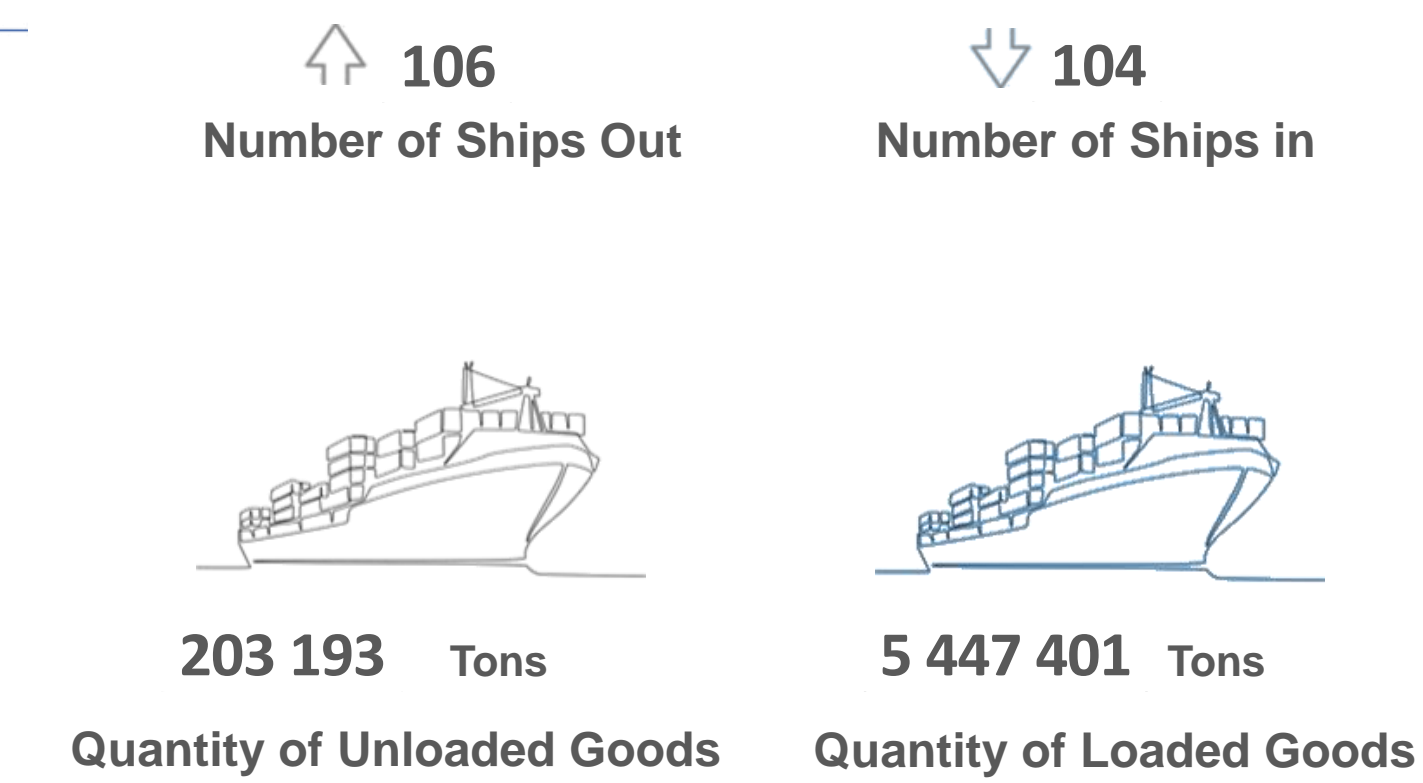 106
Number of Ships Out
104
Number of Ships in
203 193 Tons
Quantity of Unloaded Goods
5 447 401 Tons
Quantity of Loaded Goods